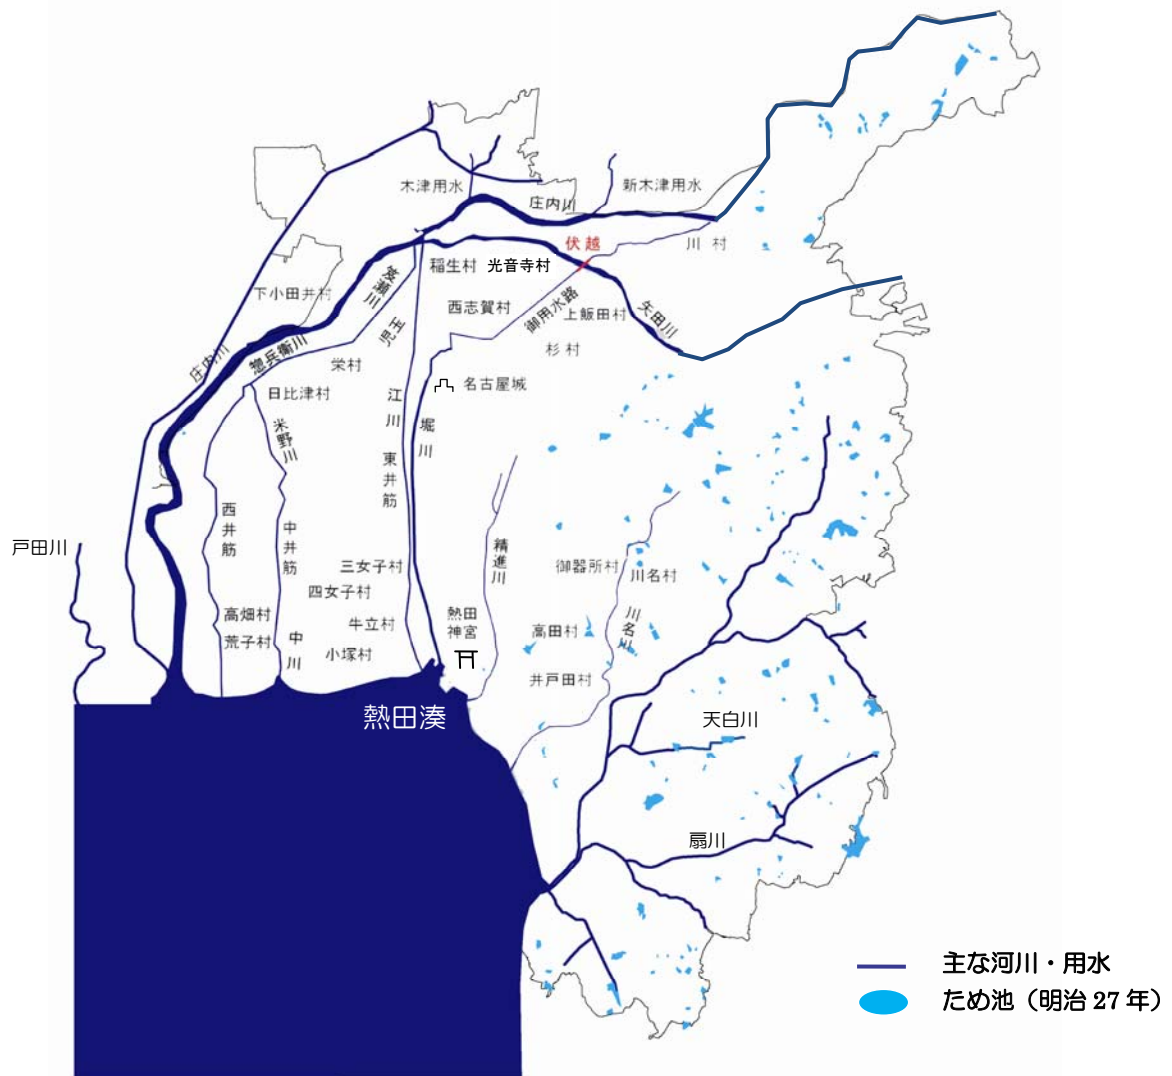 木津用水
新木津用水
庄内川
伏越
川村
稲生村
光音寺村
笈瀬川
下小田井村
西志賀村
御用水路
上飯田村
矢田川
児玉
惣兵衛川
庄内川
杉村
栄村
日比津村
名古屋城
江川
堀川
米野川
東井筋
西井筋
中井筋
戸田川
精進川
三女子村
御器所村
川名村
四女子村
高畑村
熱田
神宮
牛立村
高田村
荒子村
中川
小塚村
井戸田村
熱田湊
天白川
扇川
主な河川・用水
ため池（明治27年）